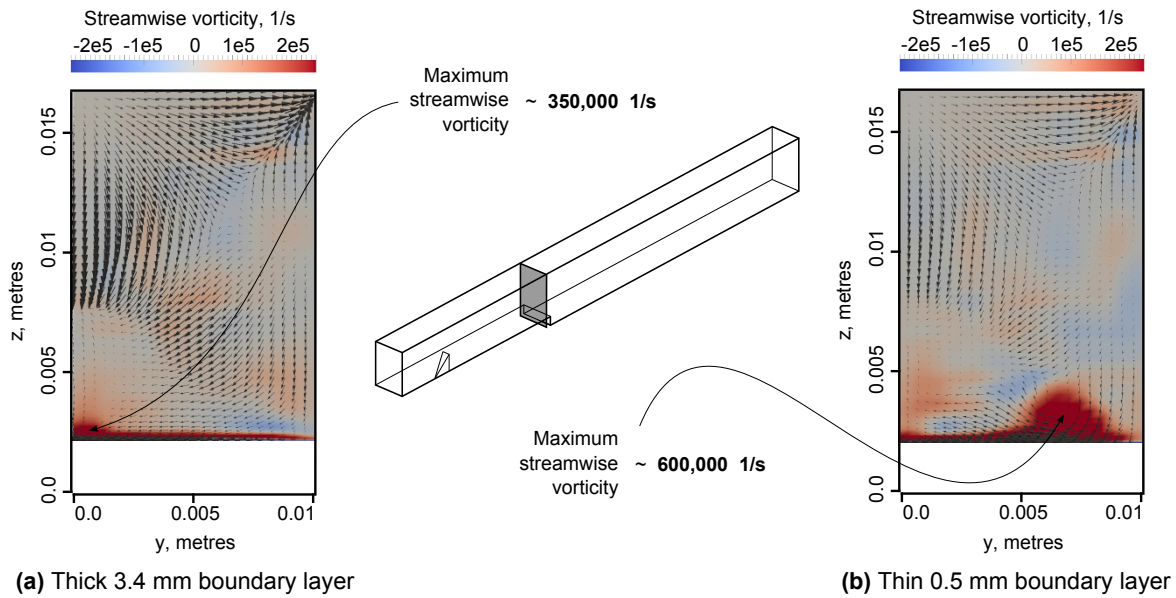 Streamwise vorticity, 1/s
-2e5 -1e5 0 1e5 2e5
z, metres
0.015
0.01
0.005
0.0
0.0 0.005 0.01
y, metres
(a) Thick 3.4 mm boundary layer
Maximum
streamwise ~ 350,000 1/s
vorticity
Maximum
streamwise ~ 600,000 1/s
vorticity
Streamwise vorticity, 1/s
-2e5 -1e5 0 1e5 2e5
z, metres
0.015
0.01
0.005
0.0
0.0 0.005 0.01
y, metres
(b) Thin 0.5 mm boundary layer